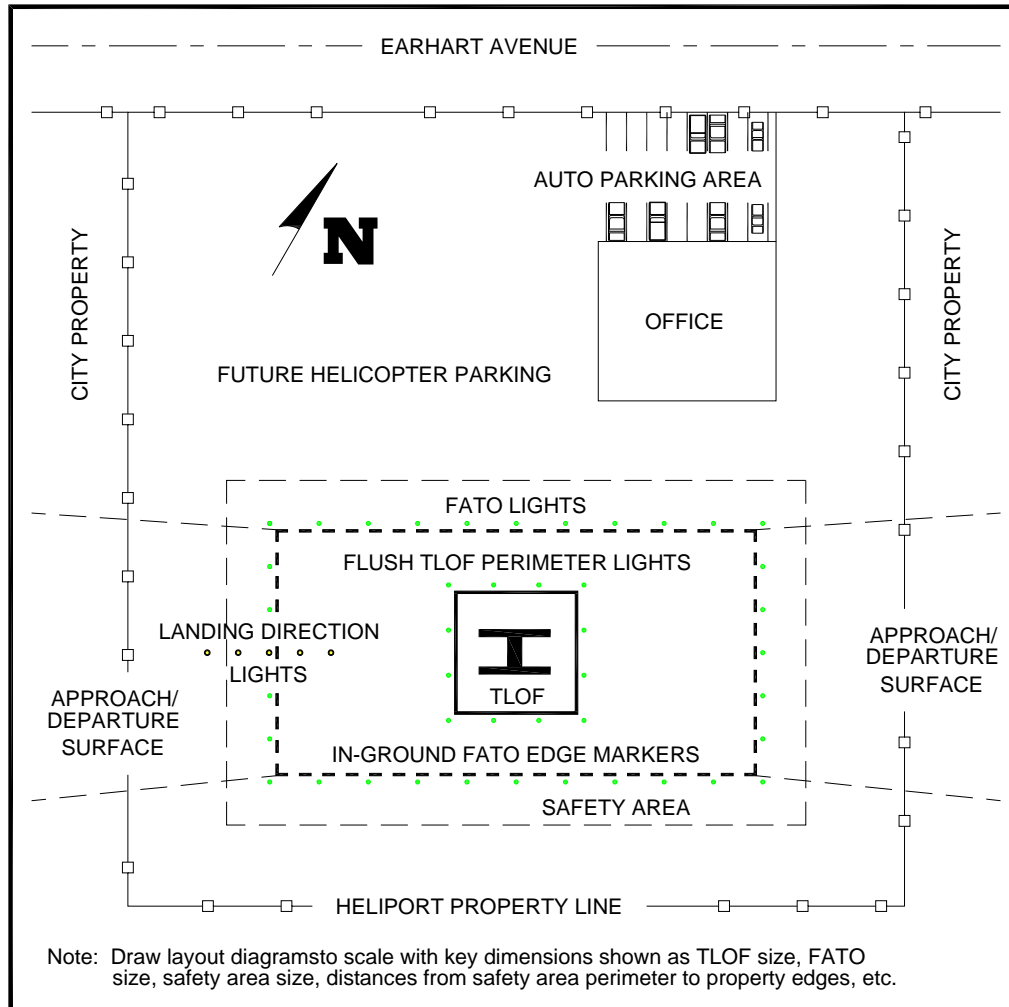 EARHART AVENUE
AUTO PARKING AREA
N
CITY PROPERTY
OFFICE
CITY PROPERTY
FUTURE HELICOPTER PARKING
FATO LIGHTS
FLUSH TLOF PERIMETER LIGHTS
LANDING DIRECTION
LIGHTS
H
TLOF
APPROACH/
DEPARTURE
SURFACE
APPROACH/
DEPARTURE
SURFACE
IN-GROUND FATO EDGE MARKERS
SAFETY AREA
HELIPORT PROPERTY LINE
Note: Draw layout diagramsto scale with key dimensions shown as TLOF size, FATO
size, safety area size, distances from safety area perimeter to property edges, etc.